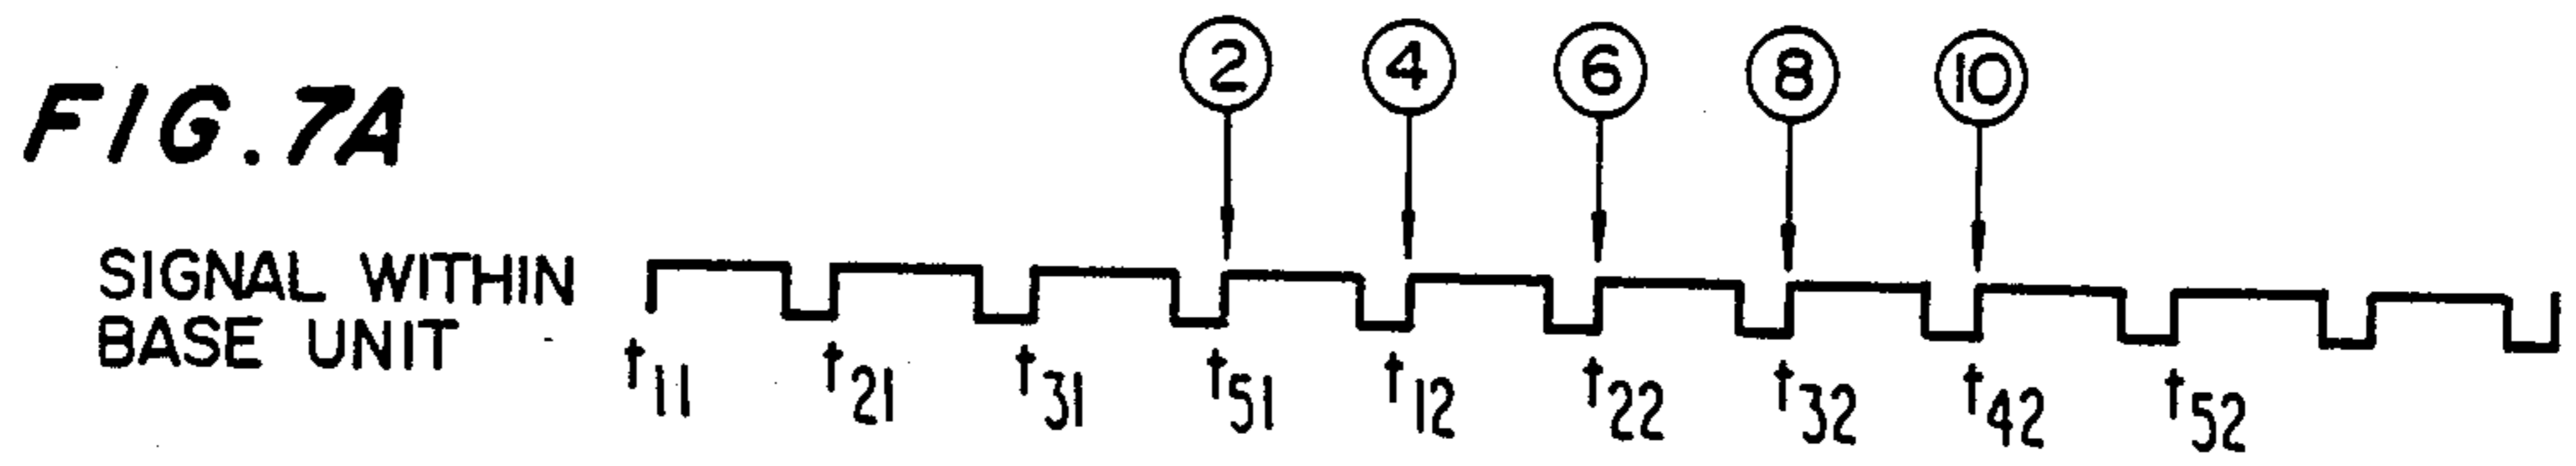 ② ④ ⑥ ⑧ ⑩
FIG. 7A
SIGNAL WITHIN
BASE UNIT
t11 t21 t31 t51 t12 t22 t32 t42 t52